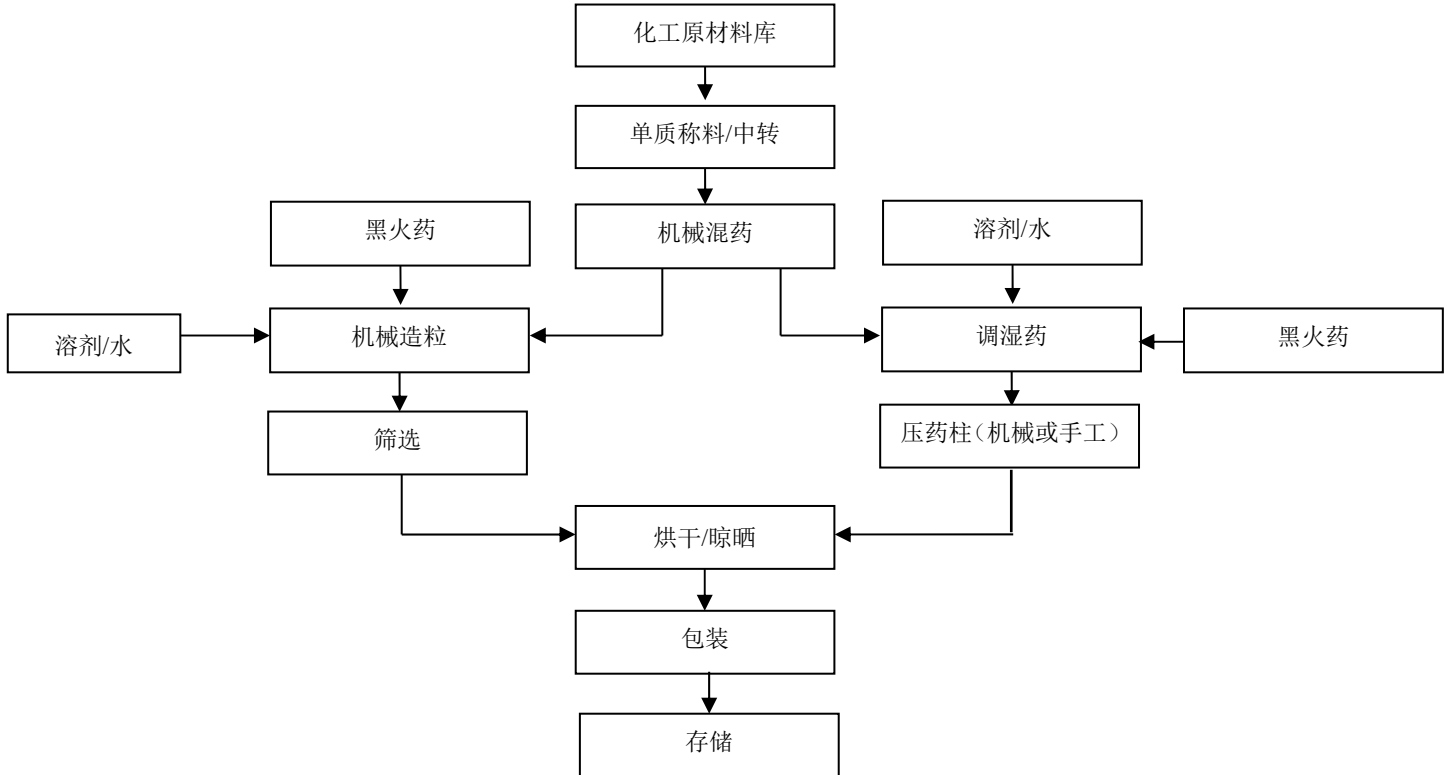 化工原材料库
单质称料/中转
黑火药
机械混药
溶剂/水
溶剂/水
机械造粒
调湿药
黑火药
筛选
压药柱（机械或手工）
烘干/晾晒
包装
存储